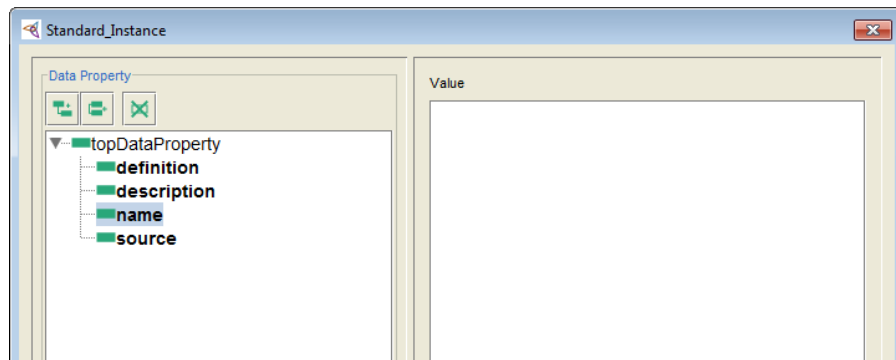 Standard_Instance
Data Property
topDataProperty
definition
description
name
source
Value